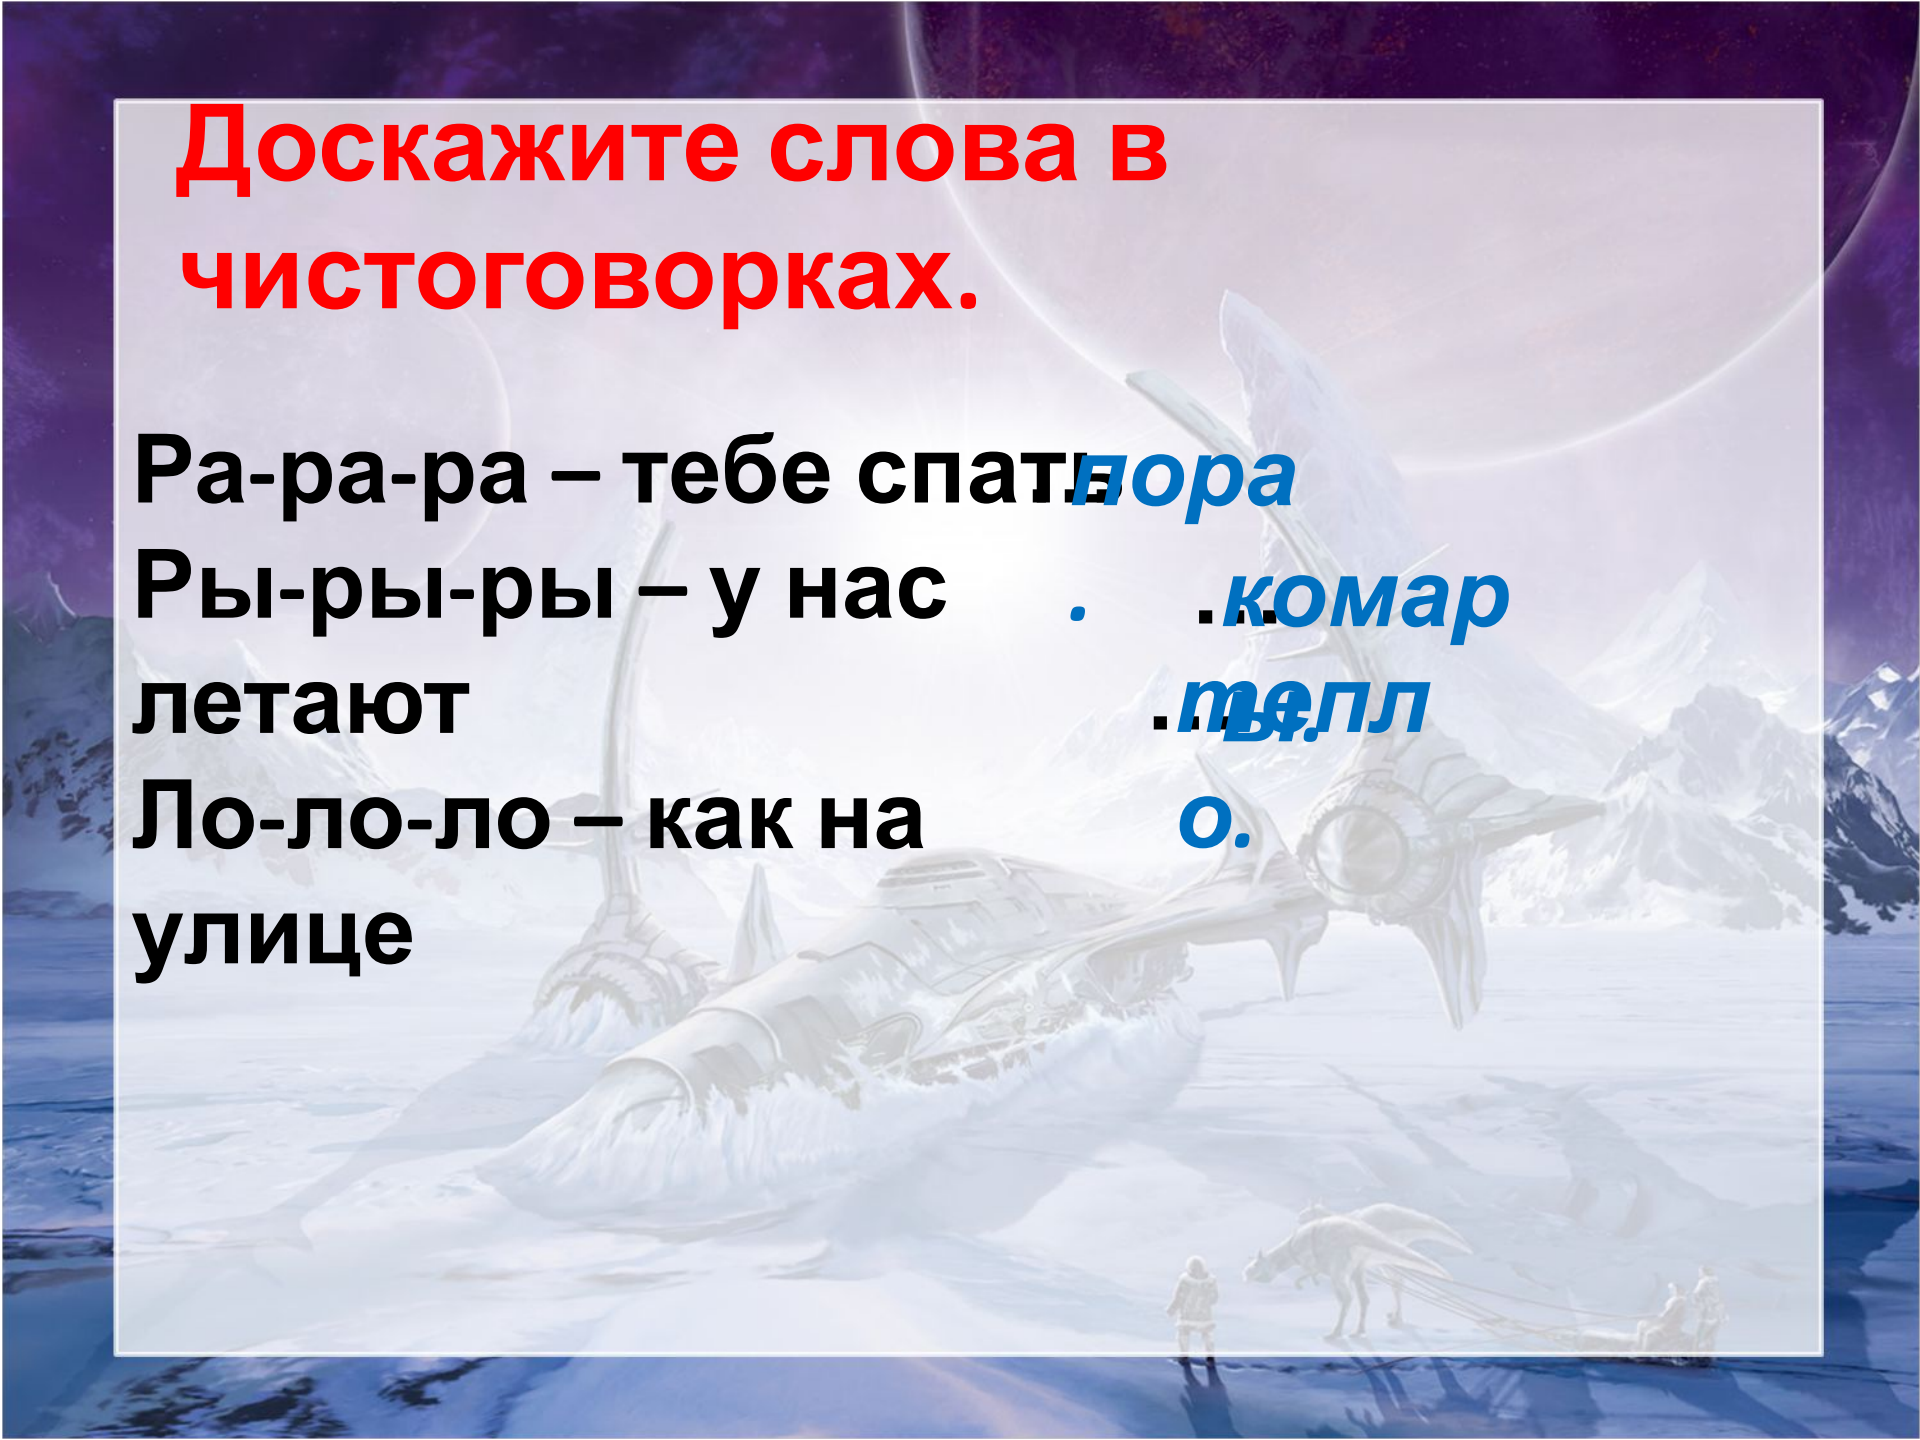 Доскажите слова в
чистоговорках.
Ра-ра-ра – тебе спать
... пора
.
Ры-ры-ры – у нас
летают
... комар
ы.
Ло-ло-ло – как на
улице
... тепл
о.